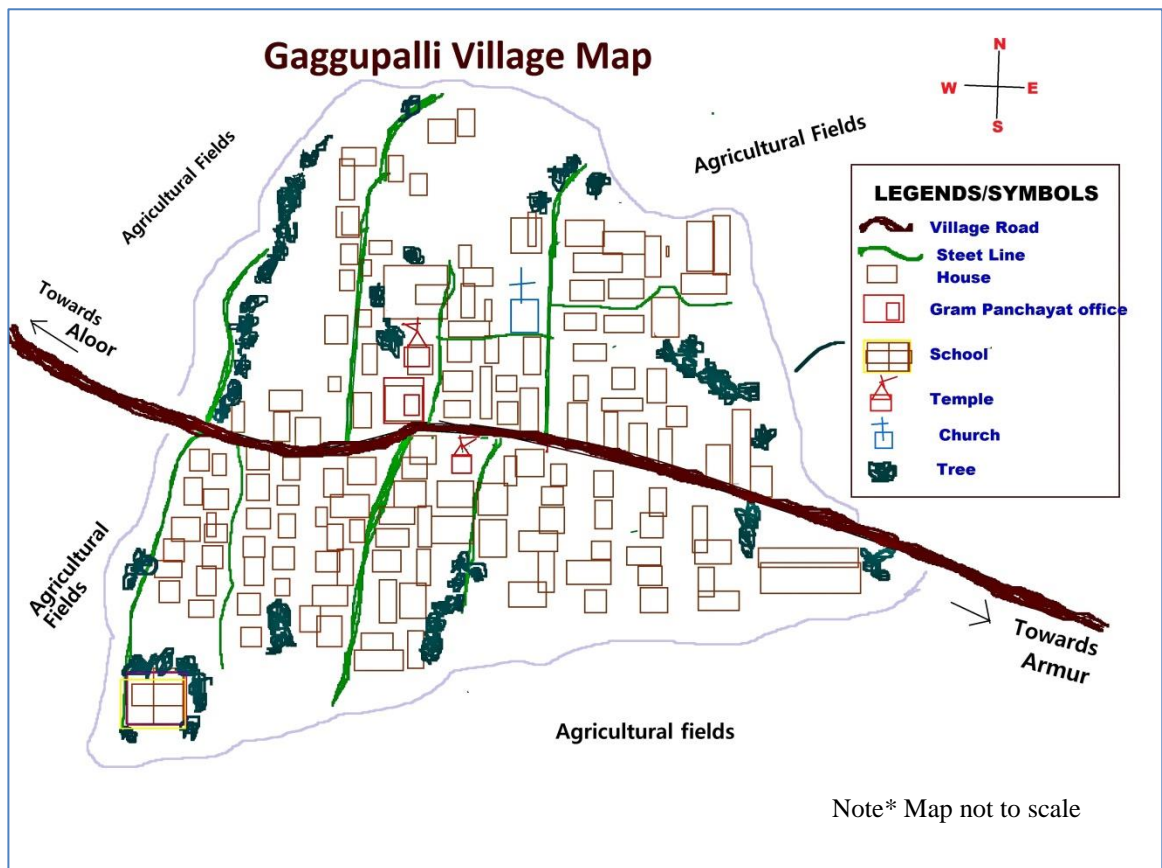 Gaggupalli Village Map
N
W E
S
Agricultural Fields
Agricultural Fields
LEGENDS/SYMBOLS
Village Road
Steet Line
House
Gram Panchayat office
School
Temple
Church
Tree
Towards
Aloor
Agricultural
Fields
Towards
Armur
Agricultural fields
Note* Map not to scale